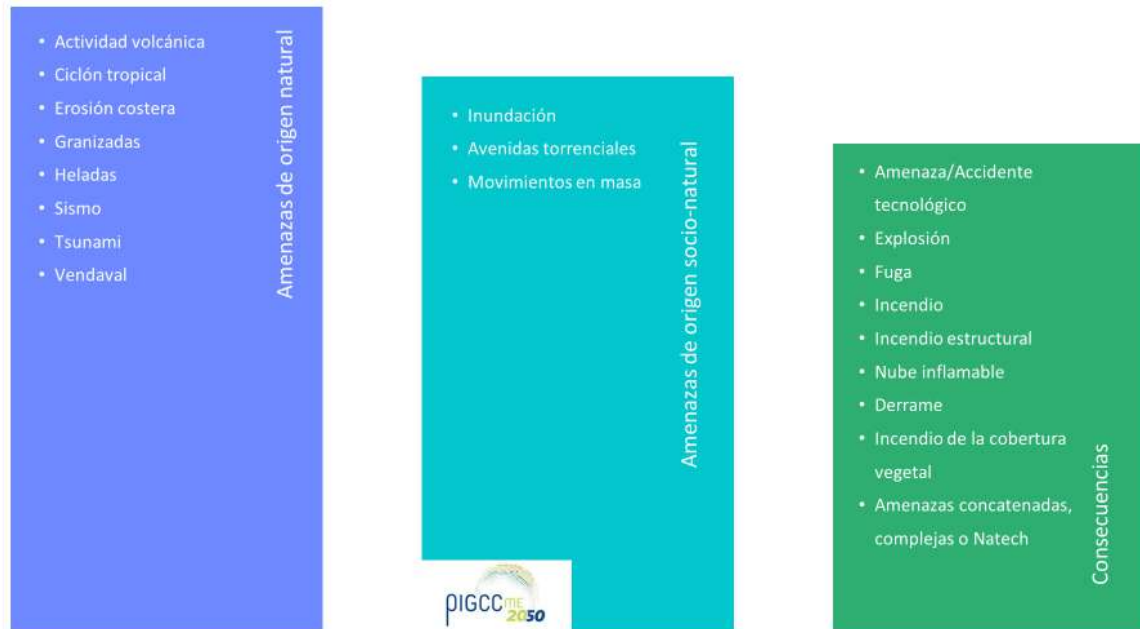 • Actividad volcánica
• Ciclón tropical
• Erosión costera
• Granizadas
• Heladas
• Sismo
• Tsunami
• Vendaval
Amenazas de origen natural
• Inundación
• Avenidas torrenciales
• Movimientos en masa
Amenazas de origen socio-natural
PIGCCME
2050
• Amenaza/Accidente
tecnológico
• Explosión
• Fuga
• Incendio
• Incendio estructural
• Nube inflamable
• Derrame
• Incendio de la cobertura
vegetal
• Amenazas concatenadas,
complejas o Natech
Consecuencias